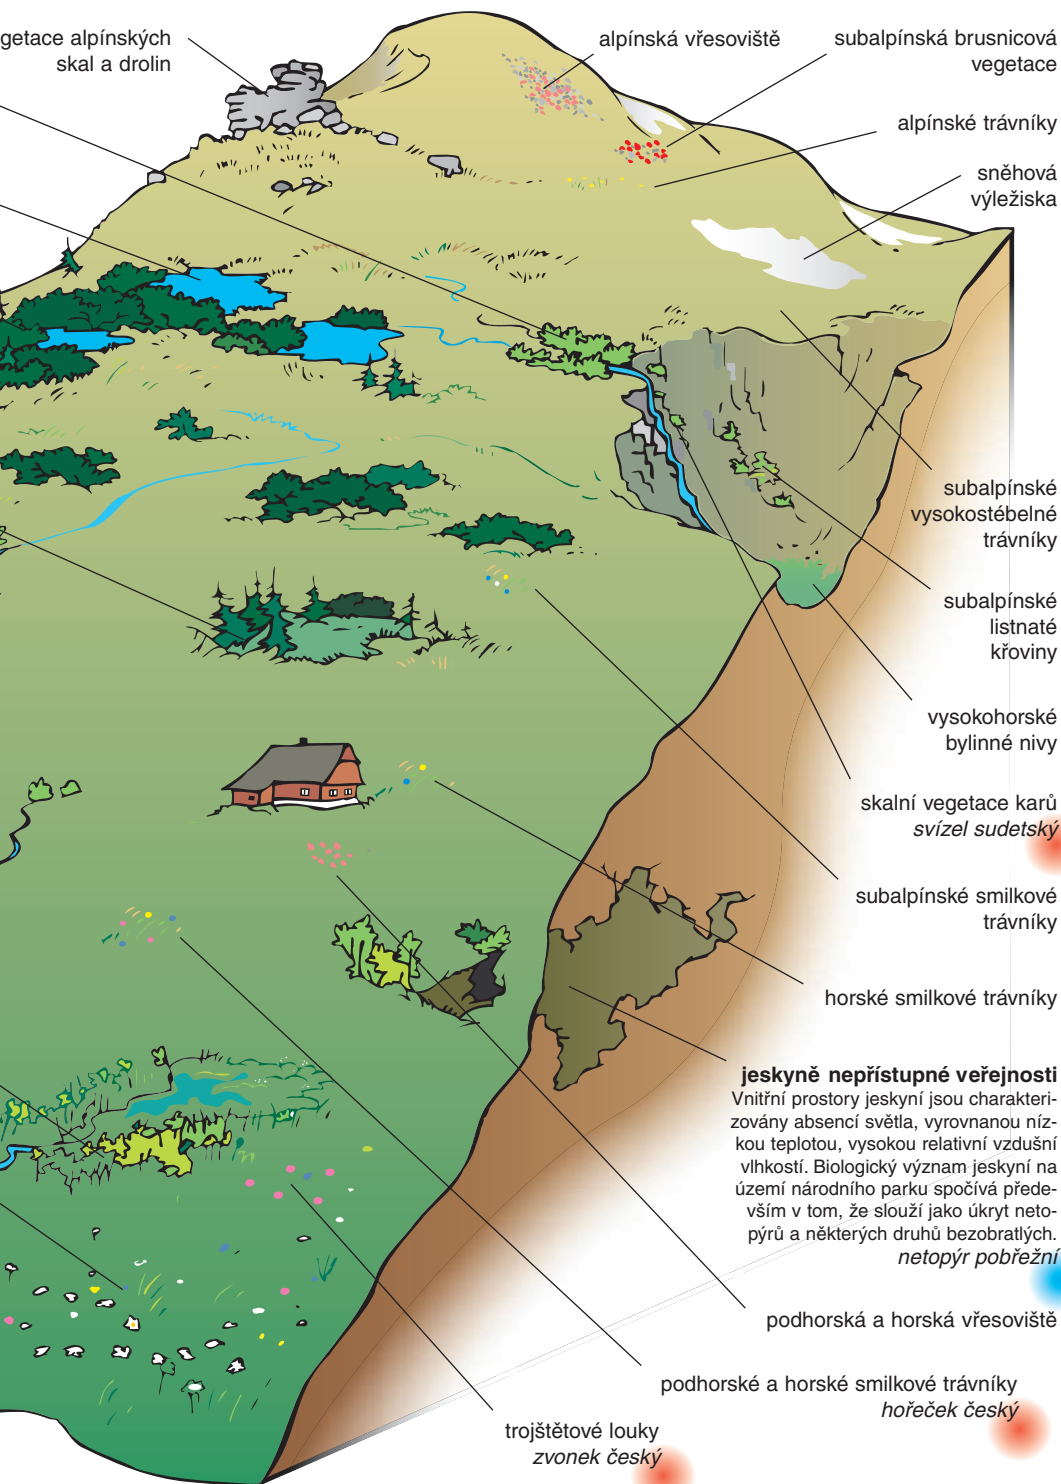 getace alpínských
skal a drolin
alpínská vřesoviště
subalpínská brusnicová
vegetace
alpínské trávníky
sněhová
výležiska
subalpínské
vysokostébelné
trávníky
subalpínské
listnaté
křoviny
vysokohorské
bylinné nivy
skalní vegetace karů
svízel sudetský
subalpínské smilkové
trávníky
horské smilkové trávníky
jeskyně nepřístupné veřejnosti
Vnitřní prostory jeskyní jsou charakteri-
zovány absencí světla, vyrovnanou níz-
kou teplotou, vysokou relativní vzdušní
vlhkostí. Biologický význam jeskyní na
území národního parku spočívá přede-
vším v tom, že slouží jako úkryt neto-
pýrů a některých druhů bezobratlých.
netopýr pobřežní
podhorská a horská vřesoviště
podhorské a horské smilkové trávníky
hořeček český
trojštětové louky
zvonek český